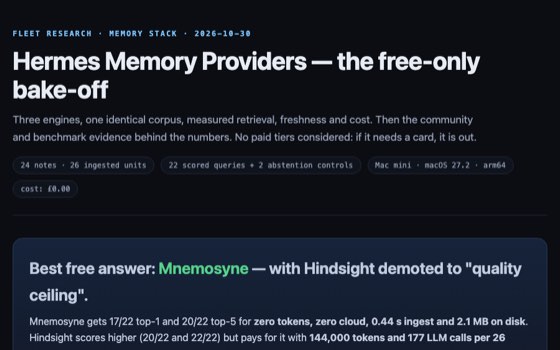 FLEET RESEARCH · MEMORY STACK · 2026-10-30
Hermes Memory Providers — the free-only
bake-off
Three engines, one identical corpus, measured retrieval, freshness and cost. Then the community
and benchmark evidence behind the numbers. No paid tiers considered: if it needs a card, it is out.
24 notes · 26 ingested units
22 scored queries + 2 abstention controls
Mac mini · macOS 27.2 · arm64
cost: £0.00
Best free answer: Mnemosyne — with Hindsight demoted to "quality
ceiling".
Mnemosyne gets 17/22 top-1 and 20/22 top-5 for zero tokens, zero cloud, 0.44 s ingest and 2.1 MB on disk.
Hindsight scores higher (20/22 and 22/22) but pays for it with 144,000 tokens and 177 LLM calls per 26